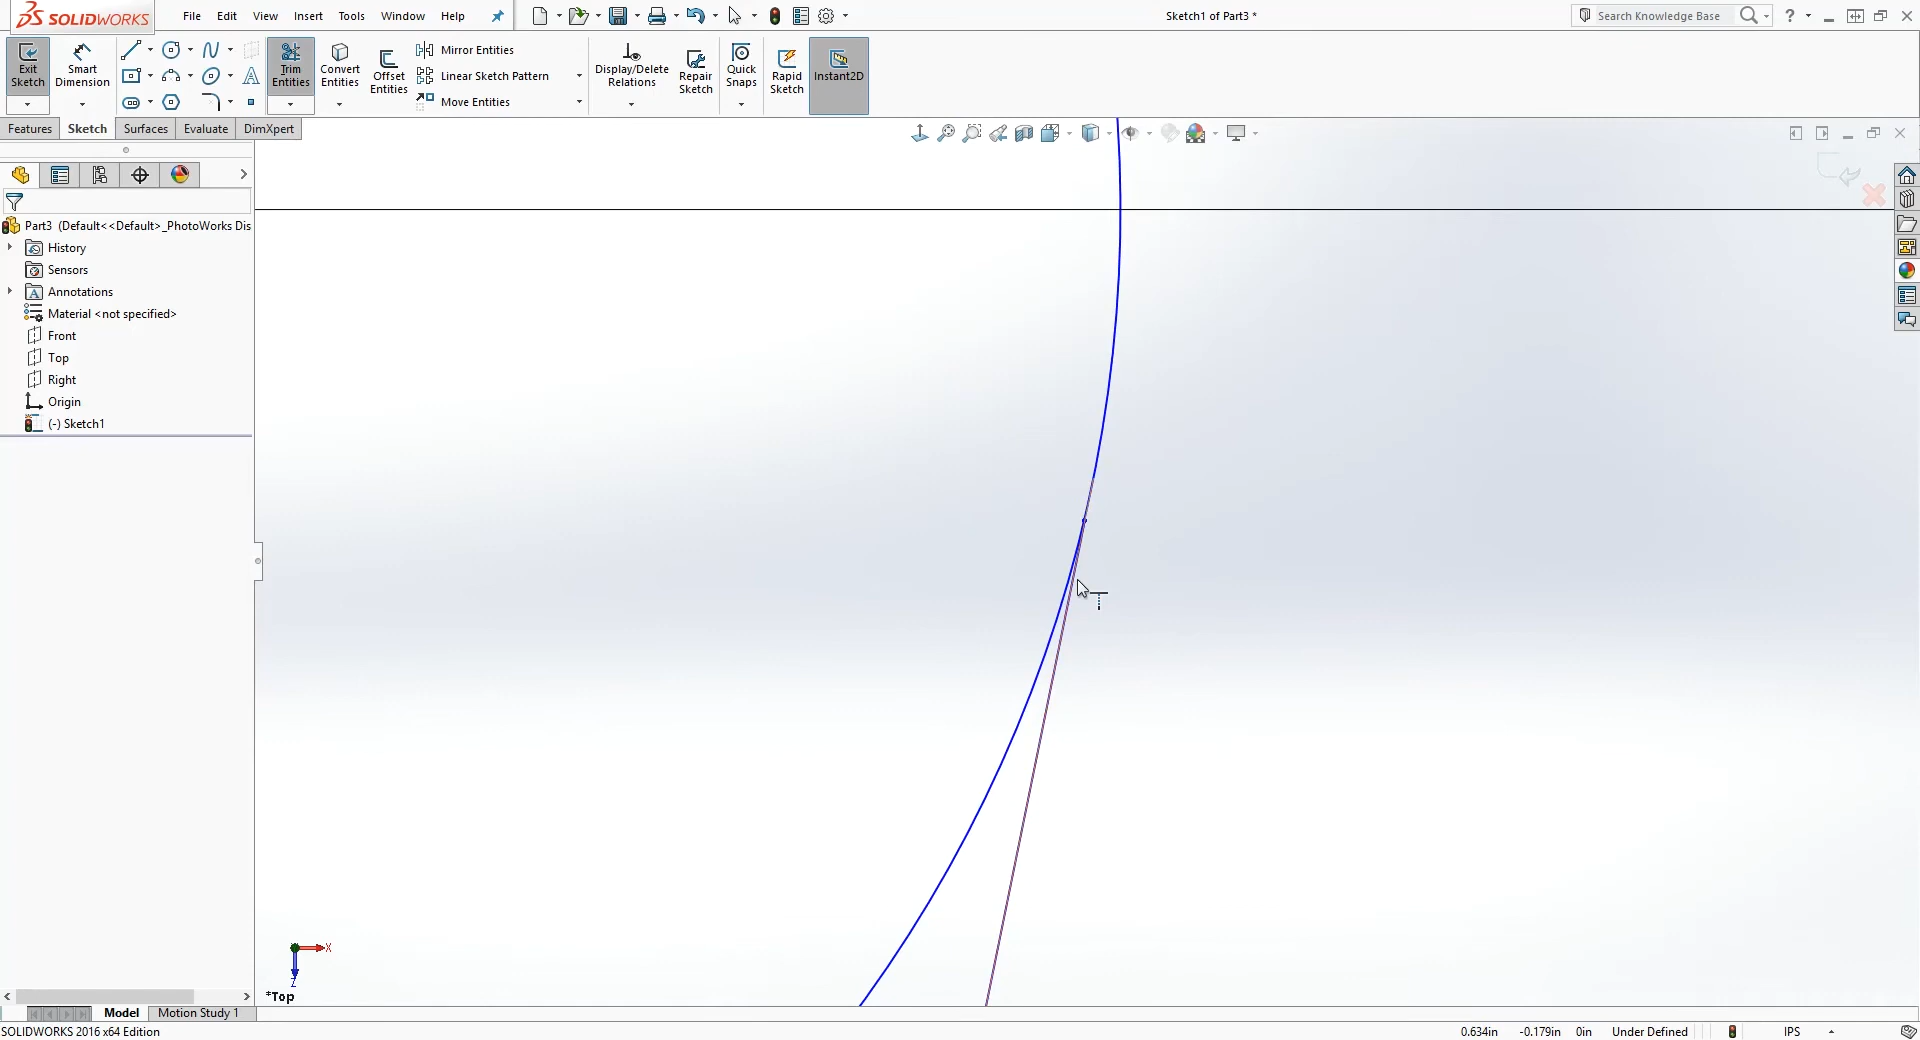 SOLIDWORKS File Edit View Insert Tools Window Help Sketch1 of Part3 * Search Knowledge Base ?
Exit Sketch
Smart Dimension
Trim Entities
Convert Entities
Offset Entities
Mirror Entities
Linear Sketch Pattern
Move Entities
Display/Delete Relations
Repair Sketch
Quick Snaps
Rapid Sketch
Instant2D
Features Sketch Surfaces Evaluate DimXpert
Part3 (Default<<Default>_PhotoWorks Dis
History
Sensors
Annotations
Material <not specified>
Front
Top
Right
Origin
(-) Sketch1
X
Z
*Top
Model Motion Study 1
SOLIDWORKS 2016 x64 Edition 0.634in -0.179in 0in Under Defined IPS